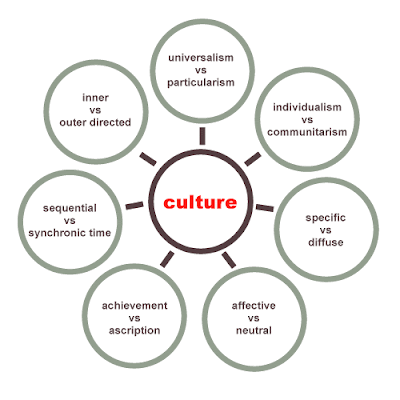 universalism
vs
particularism
individualism
vs
communitarism
specific
vs
diffuse
affective
vs
neutral
achievement
vs
ascription
sequential
vs
synchronic time
inner
vs
outer directed
culture